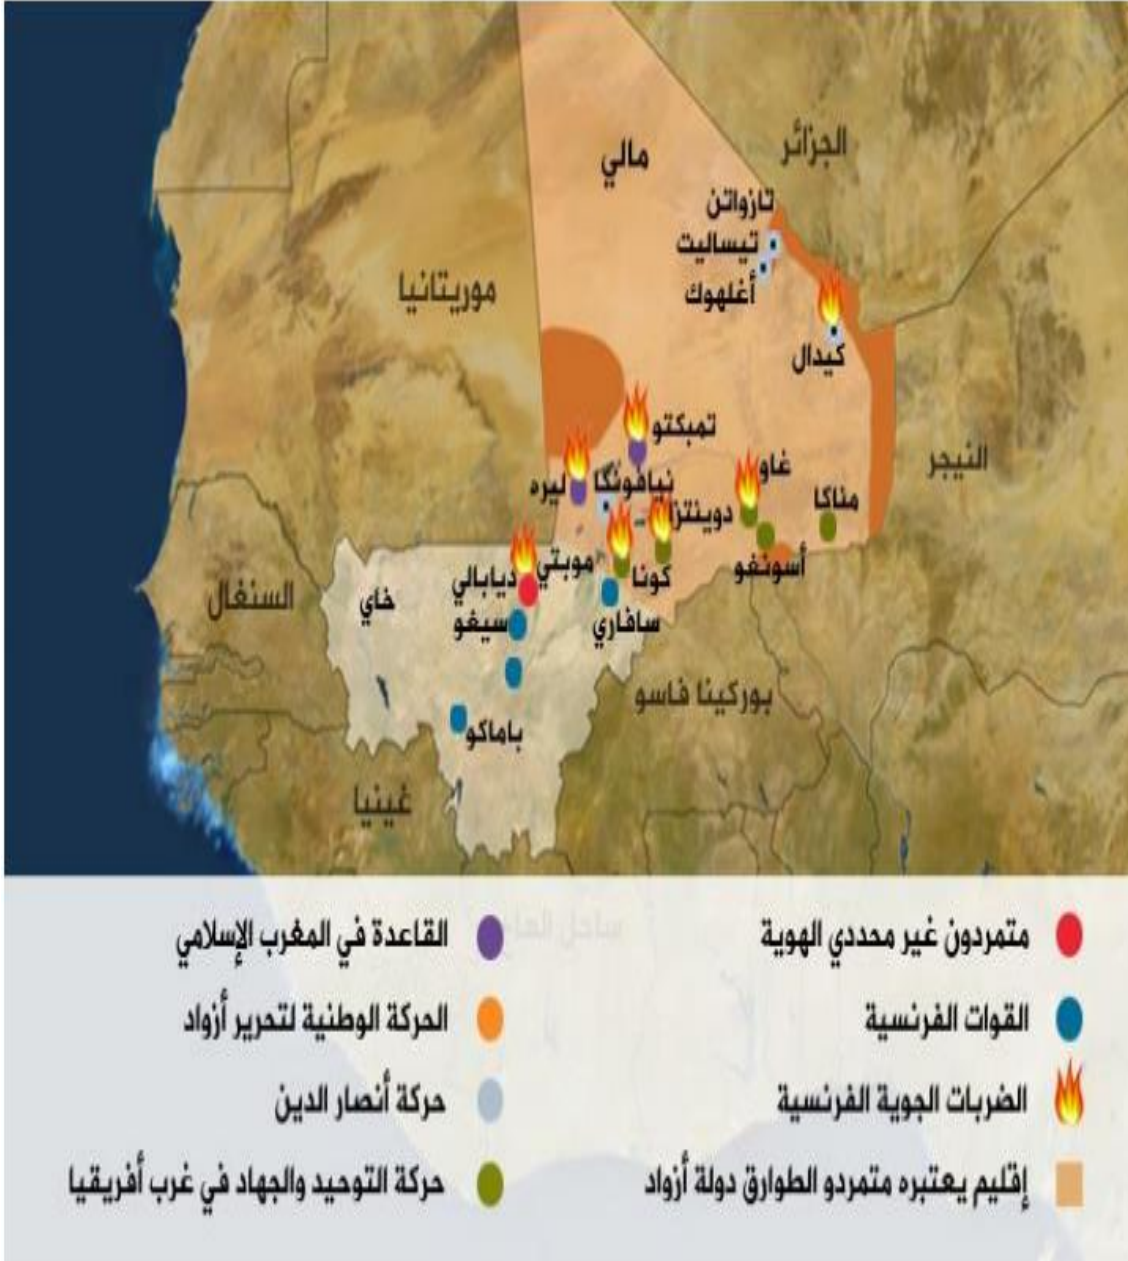 الجزائر
مالي
تازواتن
تيساليت
أغلهوك
موريتانيا
كيدال
تمبكتو
غاو
النيجر
نيافونكا
ليره
مناكا
دوينتزا
أسونغو
موبتي
كونا
ديابالي
خاي
السنغال
سيغو
سافاري
بوركينا فاسو
باماكو
غينيا
متمردون غير محددي الهوية
القوات الفرنسية
الضربات الجوية الفرنسية
إقليم يعتبره متمردو الطوارق دولة أزواد
القاعدة في المغرب الإسلامي
الحركة الوطنية لتحرير أزواد
حركة أنصار الدين
حركة التوحيد والجهاد في غرب أفريقيا